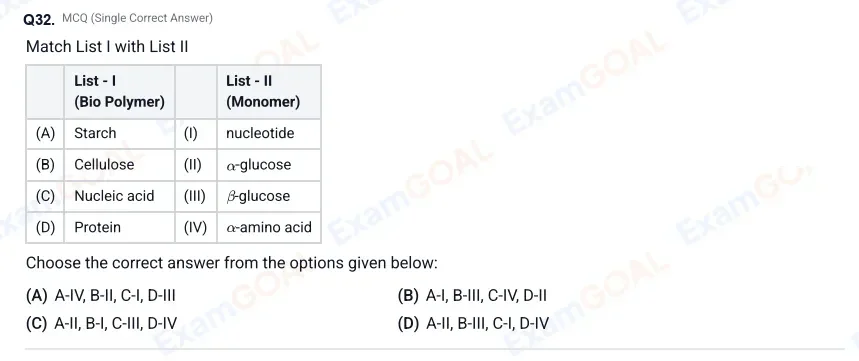 Q32. MCQ (Single Correct Answer)
Match List I with List II
List - I List - II
(Bio Polymer) (Monomer)
(A) Starch (I) nucleotide
(B) Cellulose (II) α-glucose
(C) Nucleic acid (III) β-glucose
(D) Protein (IV) α-amino acid
Choose the correct answer from the options given below:
(A) A-IV, B-II, C-I, D-III (B) A-I, B-III, C-IV, D-II
(C) A-II, B-I, C-III, D-IV (D) A-II, B-III, C-I, D-IV
ExamGOAL